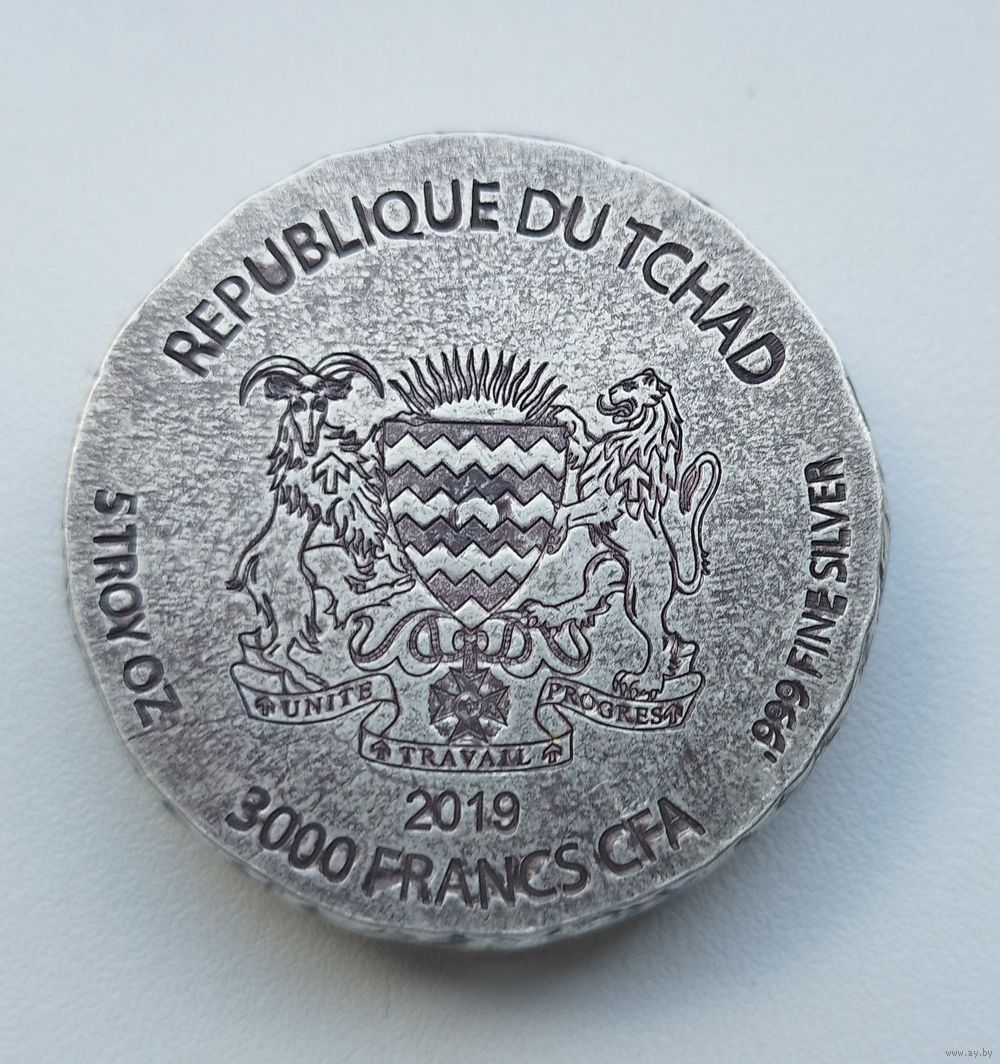 REPUBLIQUE DU TCHAD
5 TROY OZ
.999 FINE SILVER
UNITE
TRAVAIL
PROGRES
2019
3000 FRANCS CFA
www.ay.by